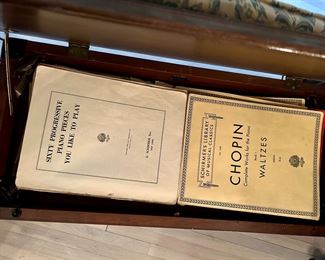 SIXTY PROGRESSIVE
PIANO PIECES
YOU LIKE TO PLAY
G. SCHIRMER, Inc.
SCHIRMER'S LIBRARY
OF MUSICAL CLASSICS
CHOPIN
Complete Works for the Piano
WALTZES